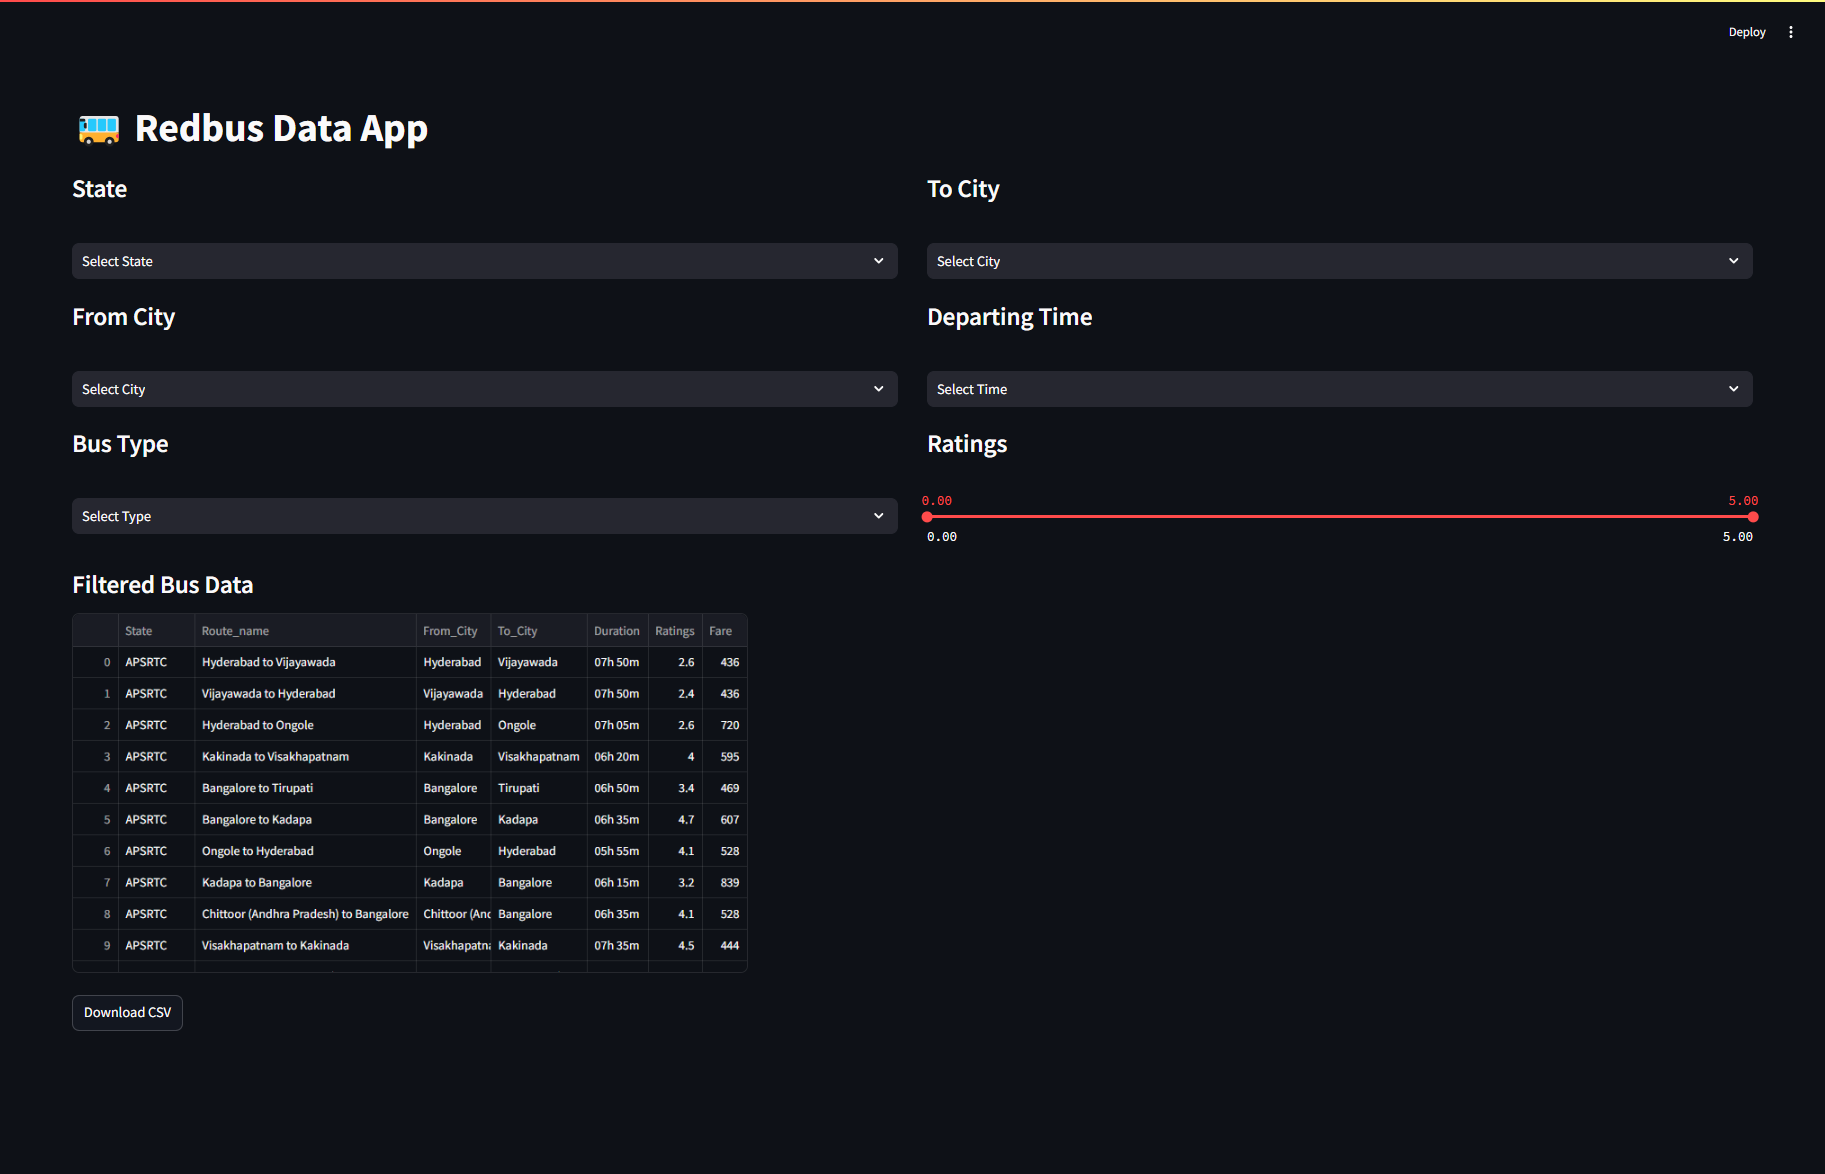 Deploy
Redbus Data App
State
To City
Select State
Select City
From City
Departing Time
Select City
Select Time
Bus Type
Ratings
Select Type
0.00 5.00
0.00 5.00
Filtered Bus Data
State Route_name From_City To_City Duration Ratings Fare
0 APSRTC Hyderabad to Vijayawada Hyderabad Vijayawada 07h 50m 2.6 436
1 APSRTC Vijayawada to Hyderabad Vijayawada Hyderabad 07h 50m 2.4 436
2 APSRTC Hyderabad to Ongole Hyderabad Ongole 07h 05m 2.6 720
3 APSRTC Kakinada to Visakhapatnam Kakinada Visakhapatnam 06h 20m 4 595
4 APSRTC Bangalore to Tirupati Bangalore Tirupati 06h 50m 3.4 469
5 APSRTC Bangalore to Kadapa Bangalore Kadapa 06h 35m 4.7 607
6 APSRTC Ongole to Hyderabad Ongole Hyderabad 05h 55m 4.1 528
7 APSRTC Kadapa to Bangalore Kadapa Bangalore 06h 15m 3.2 839
8 APSRTC Chittoor (Andhra Pradesh) to Bangalore Chittoor (Anc Bangalore 06h 35m 4.1 528
9 APSRTC Visakhapatnam to Kakinada Visakhapatna Kakinada 07h 35m 4.5 444
Download CSV